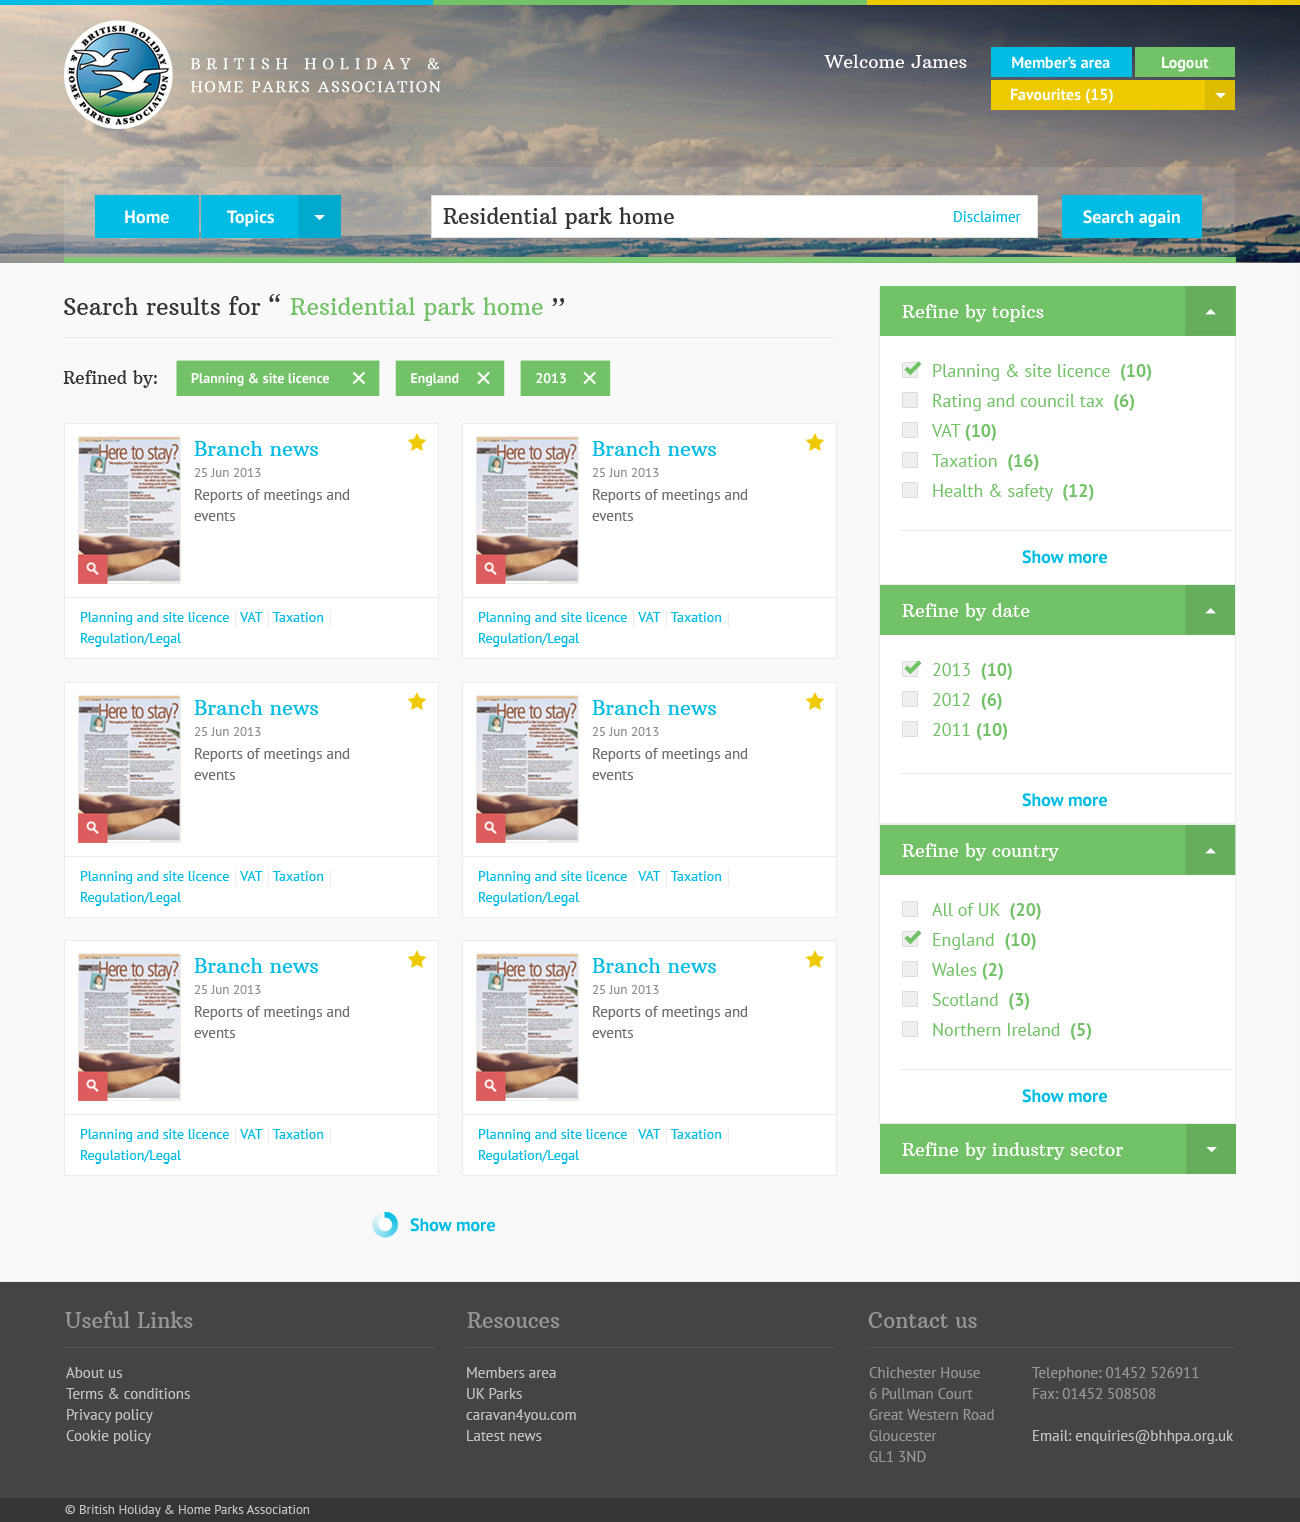 BRITISH HOLIDAY &
HOME PARKS ASSOCIATION
BRITISH HOLIDAY &
HOME PARKS ASSOCIATION
Welcome James
Member's area
Logout
Favourites (15)
Home
Topics
Residential park home
Disclaimer
Search again
Search results for “ Residential park home ”
Refined by:
Planning & site licence
England
2013
Here to stay?
Branch news
25 Jun 2013
Reports of meetings and
events
Planning and site licence
VAT
Taxation
Regulation/Legal
Here to stay?
Branch news
25 Jun 2013
Reports of meetings and
events
Planning and site licence
VAT
Taxation
Regulation/Legal
Here to stay?
Branch news
25 Jun 2013
Reports of meetings and
events
Planning and site licence
VAT
Taxation
Regulation/Legal
Here to stay?
Branch news
25 Jun 2013
Reports of meetings and
events
Planning and site licence
VAT
Taxation
Regulation/Legal
Here to stay?
Branch news
25 Jun 2013
Reports of meetings and
events
Planning and site licence
VAT
Taxation
Regulation/Legal
Here to stay?
Branch news
25 Jun 2013
Reports of meetings and
events
Planning and site licence
VAT
Taxation
Regulation/Legal
Show more
Refine by topics
Planning & site licence (10)
Rating and council tax (6)
VAT (10)
Taxation (16)
Health & safety (12)
Show more
Refine by date
2013 (10)
2012 (6)
2011 (10)
Show more
Refine by country
All of UK (20)
England (10)
Wales (2)
Scotland (3)
Northern Ireland (5)
Show more
Refine by industry sector
Useful Links
About us
Terms & conditions
Privacy policy
Cookie policy
Resouces
Members area
UK Parks
caravan4you.com
Latest news
Contact us
Chichester House
6 Pullman Court
Great Western Road
Gloucester
GL1 3ND
Telephone: 01452 526911
Fax: 01452 508508
Email: enquiries@bhhpa.org.uk
© British Holiday & Home Parks Association